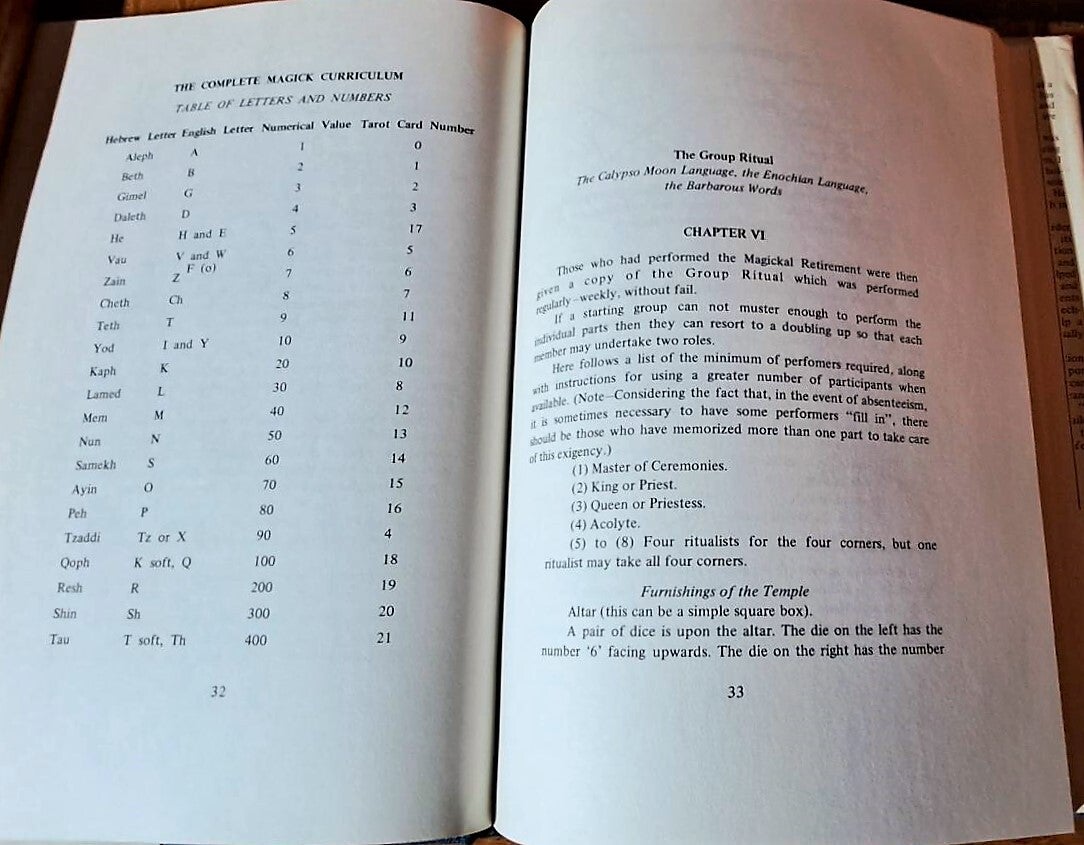 THE COMPLETE MAGICK CURRICULUM
TABLE OF LETTERS AND NUMBERS
Hebrew Letter English Letter Numerical Value Tarot Card Number
Aleph A 1 0
Beth B 2 1
Gimel G 3 2
Daleth D 4 3
He H and E 5 17
Vau V and W 6 5
F (o)
Zain Z 7 6
Cheth Ch 8 7
Teth T 9 11
Yod I and Y 10 9
Kaph K 20 10
Lamed L 30 8
Mem M 40 12
Nun N 50 13
Samekh S 60 14
Ayin O 70 15
Peh P 80 16
Tzaddi Tz or X 90 4
Qoph K soft, Q 100 18
Resh R 200 19
Shin Sh 300 20
Tau T soft, Th 400 21
32
The Group Ritual
The Calypso Moon Language, the Enochian Language,
the Barbarous Words
CHAPTER VI
Those who had performed the Magickal Retirement were then
given a copy of the Group Ritual which was performed
regularly—weekly, without fail.
If a starting group can not muster enough to perform the
individual parts then they can resort to a doubling up so that each
member may undertake two roles.
Here follows a list of the minimum of perfomers required, along
with instructions for using a greater number of participants when
available. (Note—Considering the fact that, in the event of absenteeism,
it is sometimes necessary to have some performers “fill in”, there
should be those who have memorized more than one part to take care
of this exigency.)
(1) Master of Ceremonies.
(2) King or Priest.
(3) Queen or Priestess.
(4) Acolyte.
(5) to (8) Four ritualists for the four corners, but one
ritualist may take all four corners.
Furnishings of the Temple
Altar (this can be a simple square box).
A pair of dice is upon the altar. The die on the left has the
number ‘6’ facing upwards. The die on the right has the number
33